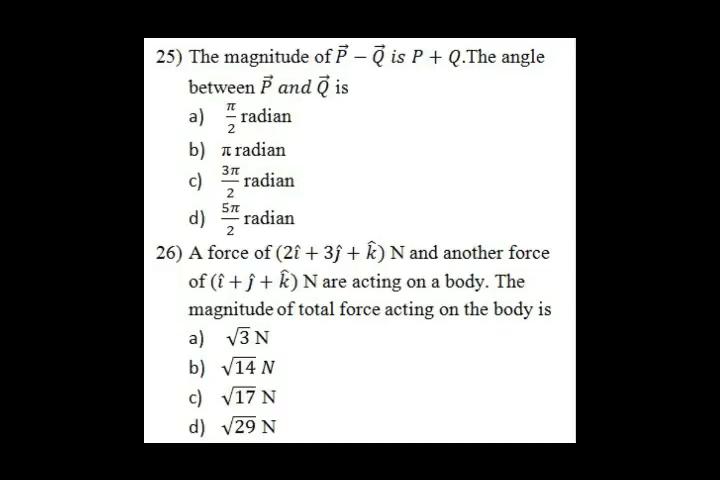 25) The magnitude of P⃗ − Q⃗ is P + Q.The angle
between P⃗ and Q⃗ is
a) π/2 radian
b) π radian
c) 3π/2 radian
d) 5π/2 radian
26) A force of (2î + 3ĵ + k̂) N and another force
of (î + ĵ + k̂) N are acting on a body. The
magnitude of total force acting on the body is
a) √3 N
b) √14 N
c) √17 N
d) √29 N